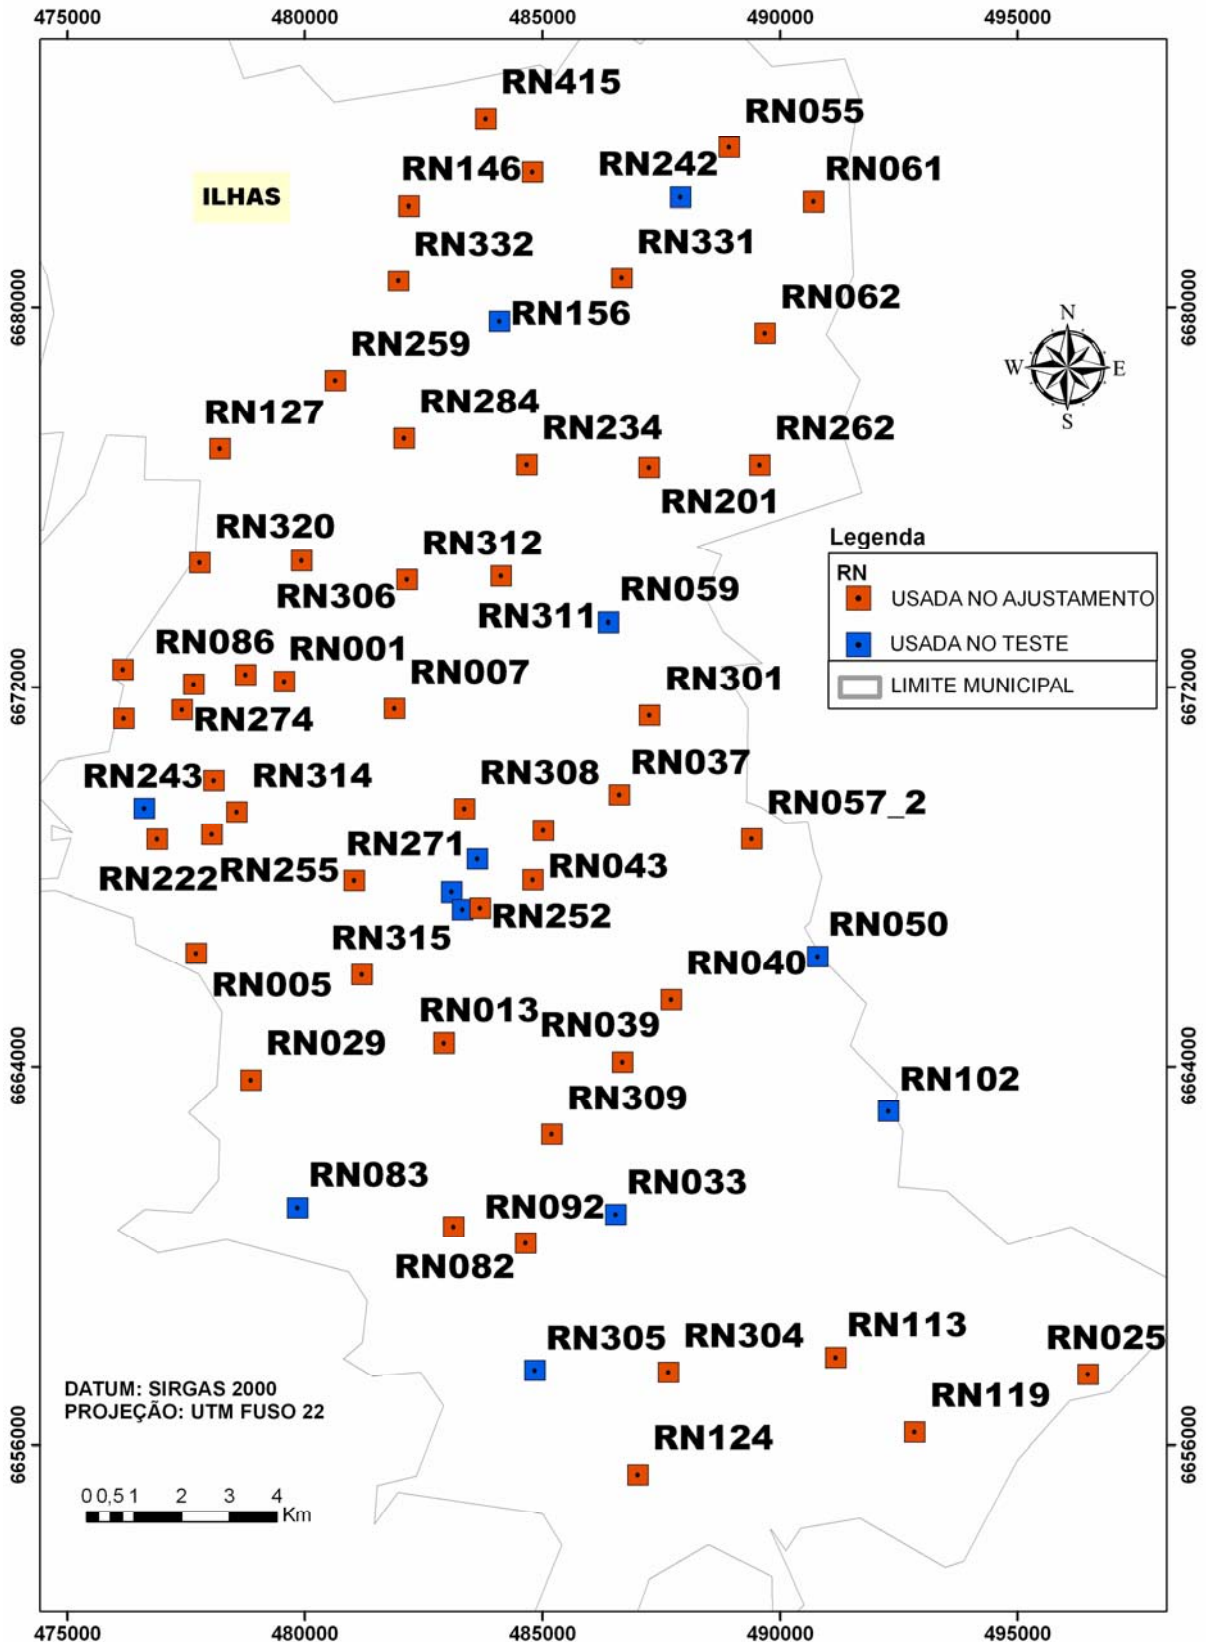 475000 480000 485000 490000 495000
RN415
RN055
RN146
RN242
RN061
ILHAS
RN332
RN331
RN062
6680000
6680000
RN156
N
W E
S
RN259
RN127
RN284
RN234
RN262
RN201
RN320
RN312
Legenda
RN
USADA NO AJUSTAMENTO
USADA NO TESTE
LIMITE MUNICIPAL
RN306
RN311
RN059
RN086
RN001
RN007
RN301
6672000
6672000
RN274
RN243
RN314
RN308
RN037
RN057_2
RN271
RN222
RN255
RN043
RN252
RN050
RN315
RN040
RN005
RN013
RN039
RN029
6664000
6664000
RN102
RN309
RN083
RN033
RN092
RN082
RN305
RN304
RN113
RN025
DATUM: SIRGAS 2000
PROJEÇÃO: UTM FUSO 22
RN119
RN124
6656000
6656000
0 0,5 1 2 3 4
Km
475000 480000 485000 490000 495000